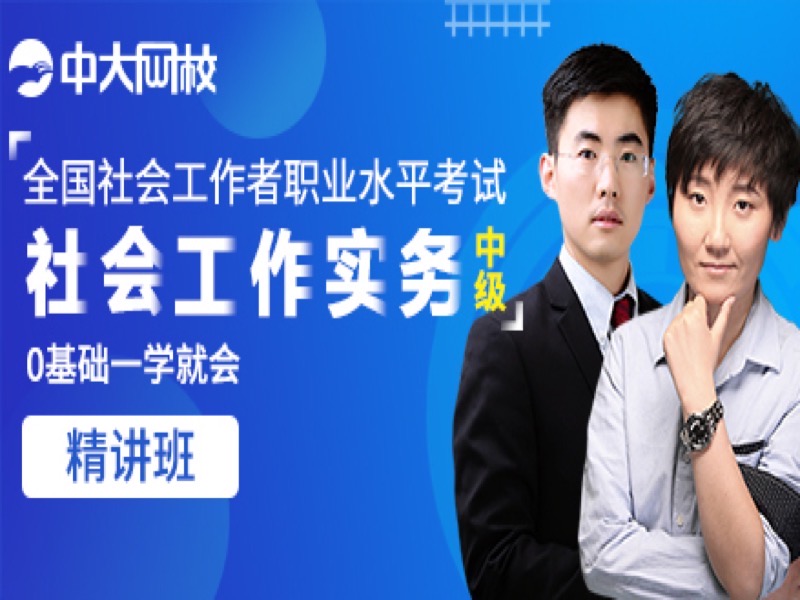 中大网校
全国社会工作者职业水平考试
社会工作实务 中级
0基础一学就会
精讲班